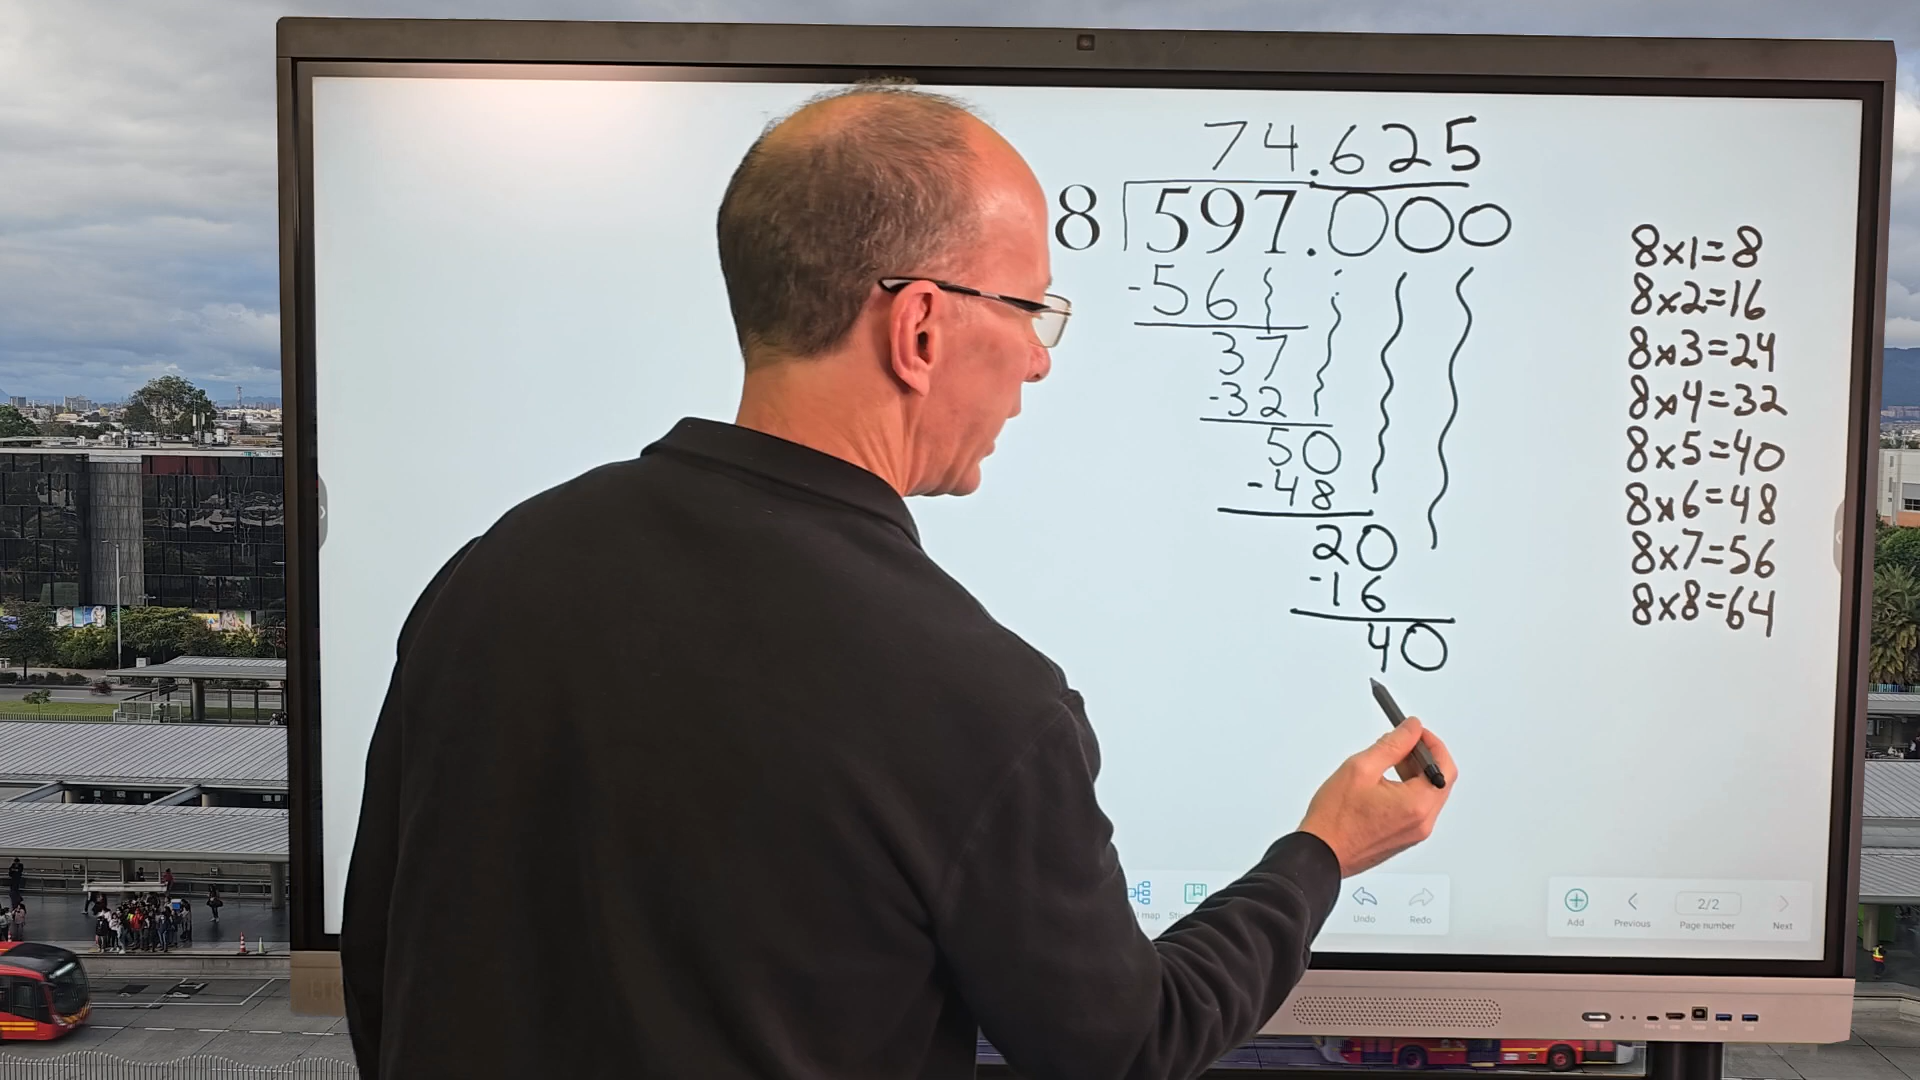 74.625
8 597.000
-56
37
-32
50
-48
20
-16
40
8x1=8
8x2=16
8x3=24
8x4=32
8x5=40
8x6=48
8x7=56
8x8=64
Undo
Redo
Add
Previous
2/2
Page number
Next